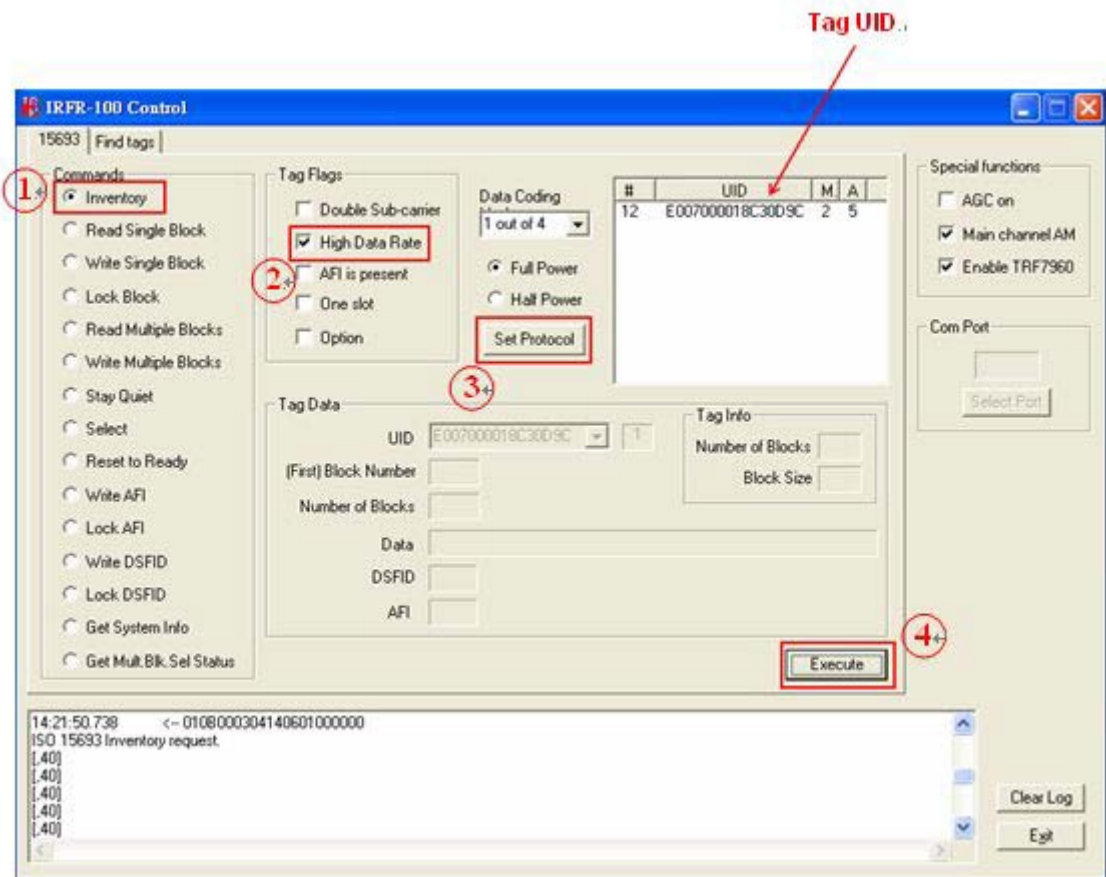 Tag UID.
IRFR-100 Control
15693 Find tags
Commands
1
Inventory
Read Single Block
Write Single Block
Lock Block
Read Multiple Blocks
Write Multiple Blocks
Stay Quiet
Select
Reset to Ready
Write AFI
Lock AFI
Write DSFID
Lock DSFID
Get System Info
Get Mult.Blk.Sel Status
Tag Flags
Double Sub-carrier
High Data Rate
2
AFI is present
One slot
Option
Data Coding
1 out of 4
Full Power
Half Power
Set Protocol
3
# UID M A
12 E007000018C30D9C 2 5
Special functions
AGC on
Main channel AM
Enable TRF7960
Com Port
Select Port
Tag Data
UID E007000018C30D9C 1
(First) Block Number
Number of Blocks
Data
DSFID
AFI
Tag Info
Number of Blocks
Block Size
4
Execute
14:21:50.738 <-- 010B000304140601000000
ISO 15693 Inventory request.
[,40]
[,40]
[,40]
[,40]
[,40]
Clear Log
Exit